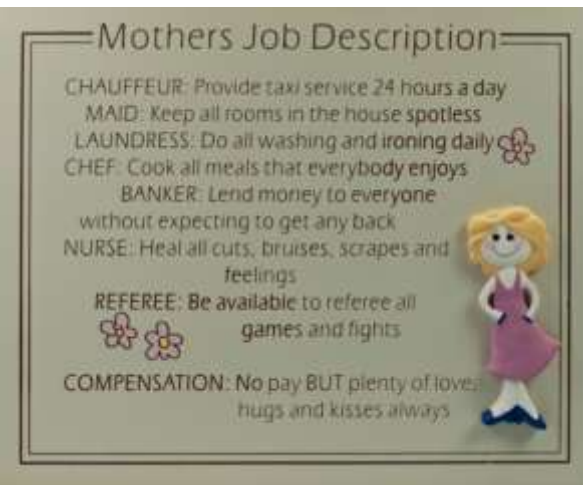 Mothers Job Description
CHAUFFEUR: Provide taxi service 24 hours a day
MAID: Keep all rooms in the house spotless
LAUNDRESS: Do all washing and ironing daily
CHEF: Cook all meals that everybody enjoys
BANKER: Lend money to everyone
without expecting to get any back
NURSE: Heal all cuts, bruises, scrapes and
feelings
REFEREE: Be available to referee all
games and fights
COMPENSATION: No pay BUT plenty of love,
hugs and kisses always